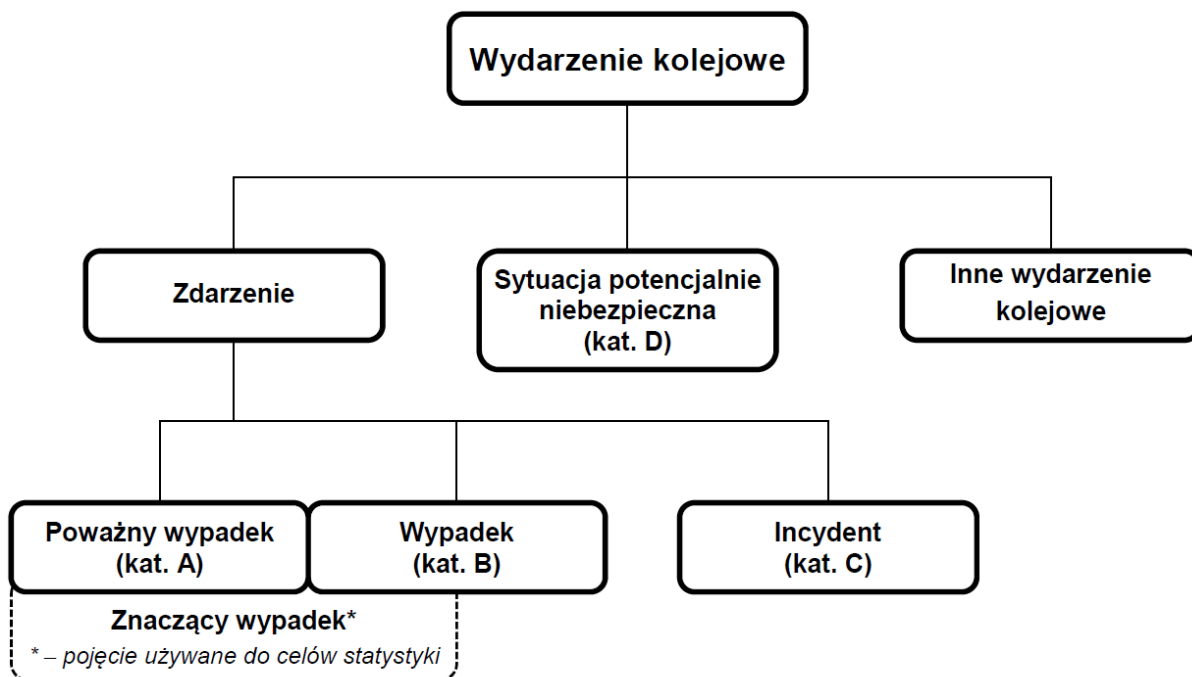 Wydarzenie kolejowe
Zdarzenie
Sytuacja potencjalnie
niebezpieczna
(kat. D)
Inne wydarzenie
kolejowe
Poważny wypadek
(kat. A)
Wypadek
(kat. B)
Incydent
(kat. C)
Znaczący wypadek*
* – pojęcie używane do celów statystyki